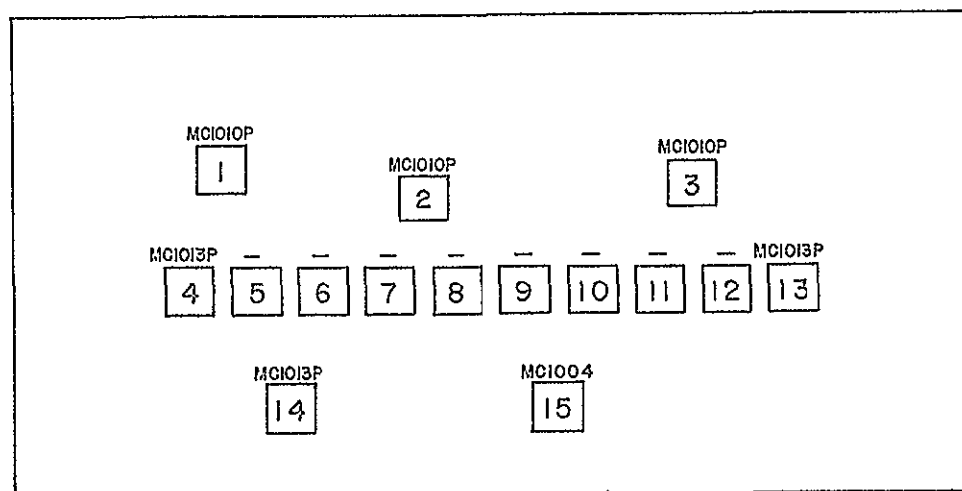 MC1010P
1
MC1010P
2
MC1010P
3
MC1013P — — — — — — — — MC1013P
4 5 6 7 8 9 10 11 12 13
MC1013P
14
MC1004
15